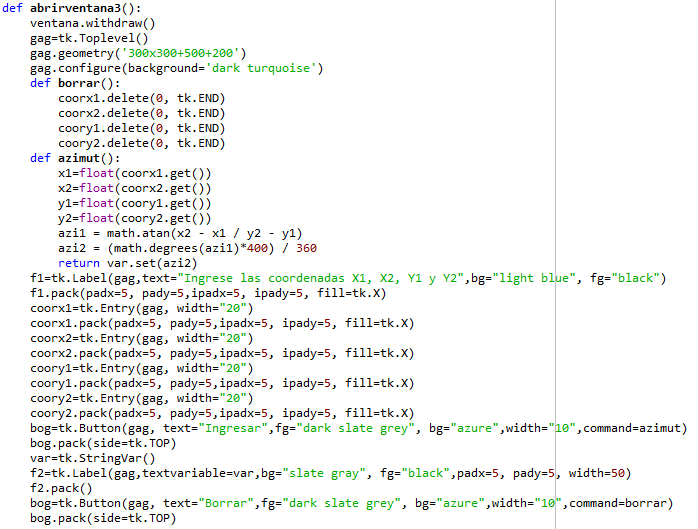 def abrirventana3():
    ventana.withdraw()
    gag=tk.Toplevel()
    gag.geometry('300x300+500+200')
    gag.configure(background='dark turquoise')
    def borrar():
        coorx1.delete(0, tk.END)
        coorx2.delete(0, tk.END)
        coory1.delete(0, tk.END)
        coory2.delete(0, tk.END)
    def azimut():
        x1=float(coorx1.get())
        x2=float(coorx2.get())
        y1=float(coory1.get())
        y2=float(coory2.get())
        azi1 = math.atan(x2 - x1 / y2 - y1)
        azi2 = (math.degrees(azi1)*400) / 360
        return var.set(azi2)
    f1=tk.Label(gag,text="Ingrese las coordenadas X1, X2, Y1 y Y2",bg="light blue", fg="black")
    f1.pack(padx=5, pady=5,ipadx=5, ipady=5, fill=tk.X)
    coorx1=tk.Entry(gag, width="20")
    coorx1.pack(padx=5, pady=5,ipadx=5, ipady=5, fill=tk.X)
    coorx2=tk.Entry(gag, width="20")
    coorx2.pack(padx=5, pady=5,ipadx=5, ipady=5, fill=tk.X)
    coory1=tk.Entry(gag, width="20")
    coory1.pack(padx=5, pady=5,ipadx=5, ipady=5, fill=tk.X)
    coory2=tk.Entry(gag, width="20")
    coory2.pack(padx=5, pady=5,ipadx=5, ipady=5, fill=tk.X)
    bog=tk.Button(gag, text="Ingresar",fg="dark slate grey", bg="azure",width="10",command=azimut)
    bog.pack(side=tk.TOP)
    var=tk.StringVar()
    f2=tk.Label(gag,textvariable=var,bg="slate gray", fg="black",padx=5, pady=5, width=50)
    f2.pack()
    bog=tk.Button(gag, text="Borrar",fg="dark slate grey", bg="azure",width="10",command=borrar)
    bog.pack(side=tk.TOP)